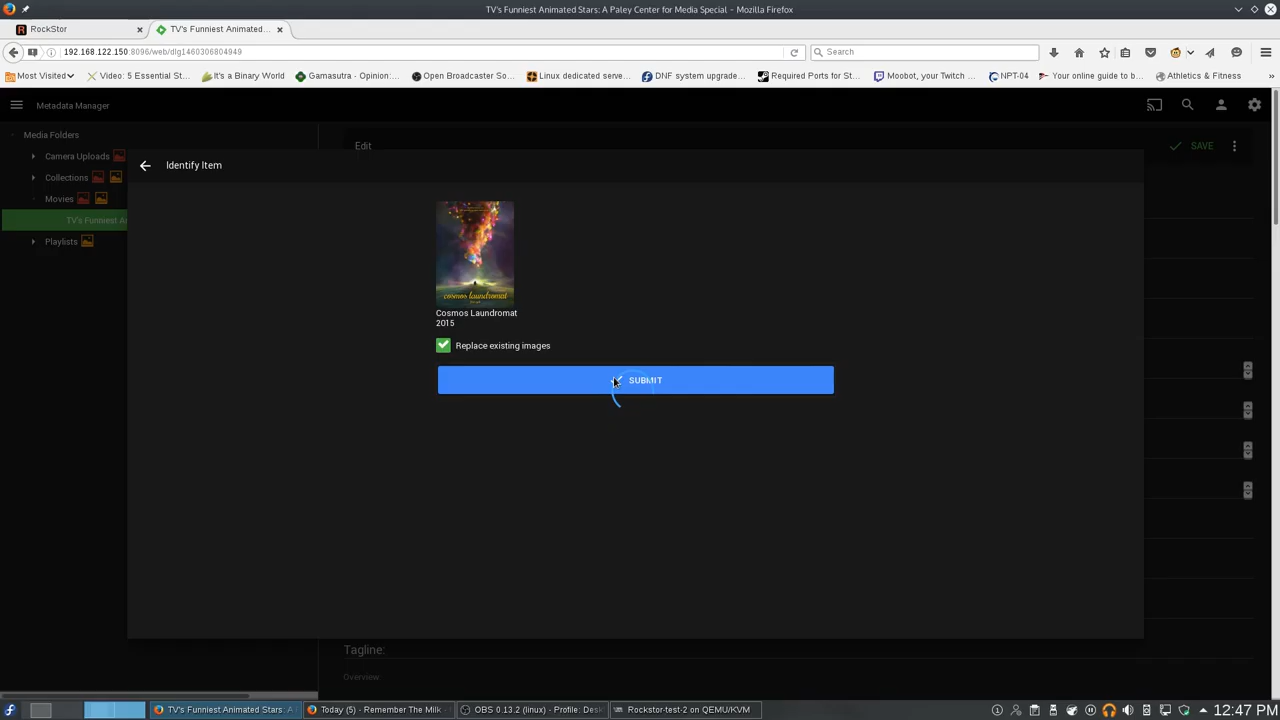 TV's Funniest Animated Stars: A Paley Center for Media Special - Mozilla Firefox
RockStor
TV's Funniest Animated...
192.168.122.150:8096/web/dlg1460306804949
Search
Most Visited
Video: 5 Essential St...
It's a Binary World
Gamasutra - Opinion:...
Open Broadcaster So...
Linux dedicated serve...
DNF system upgrade...
Required Ports for St...
Moobot, your Twitch ...
NPT-04
Your online guide to b...
Athletics & Fitness
»
Metadata Manager
Media Folders
Camera Uploads
Collections
Movies
TV's Funniest An
Playlists
Edit
SAVE
Identify Item
cosmos laundromat
Cosmos Laundromat
2015
Replace existing images
SUBMIT
Tagline:
Overview
TV's Funniest Animated Stars: A
Today (5) - Remember The Milk -
OBS 0.13.2 (linux) - Profile: Desk
Rockstor-test-2 on QEMU/KVM
12:47 PM